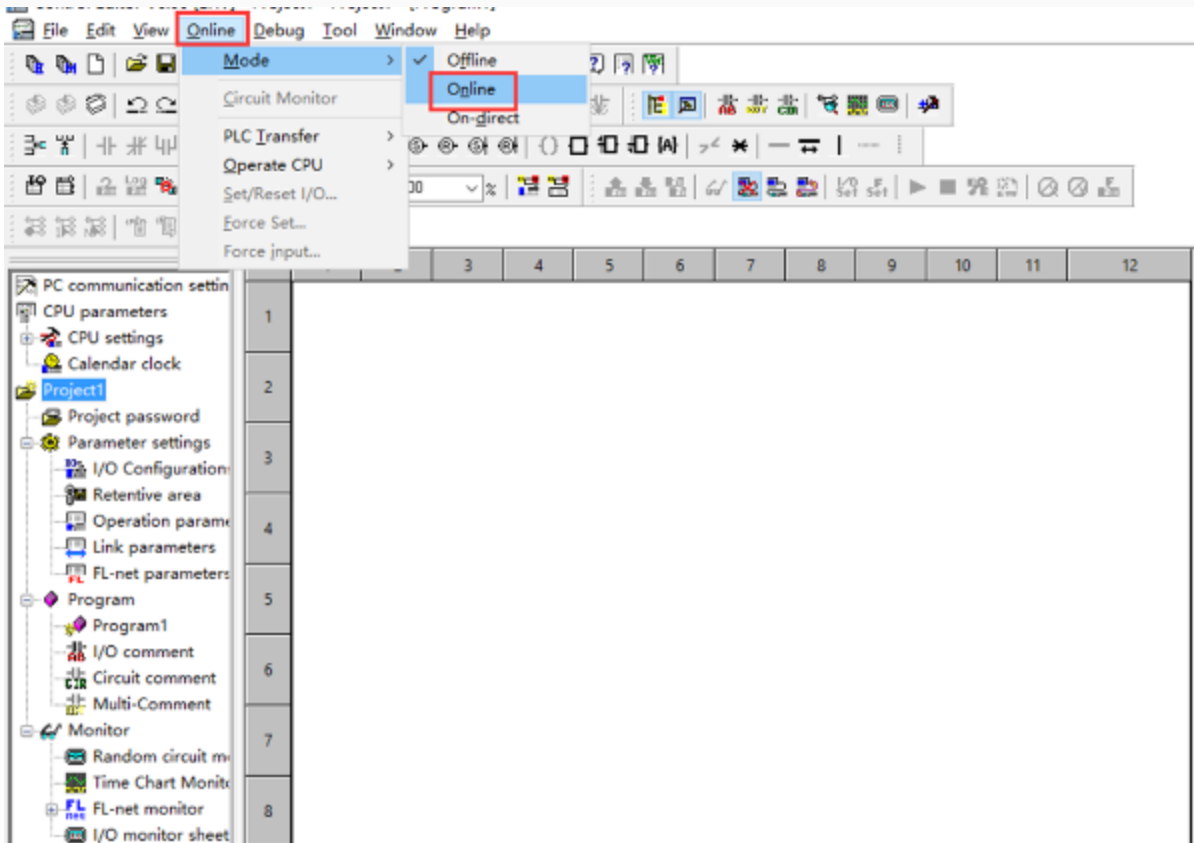 File Edit View Online Debug Tool Window Help
Mode
Offline
Online
On-direct
Circuit Monitor
PLC Transfer
Operate CPU
Set/Reset I/O...
Force Set...
Force input...
3 4 5 6 7 8 9 10 11 12
PC communication settin
CPU parameters
CPU settings
Calendar clock
Project1
Project password
Parameter settings
I/O Configuration
Retentive area
Operation parame
Link parameters
FL-net parameters
Program
Program1
I/O comment
Circuit comment
Multi-Comment
Monitor
Random circuit m
Time Chart Monit
FL-net monitor
I/O monitor sheet
1
2
3
4
5
6
7
8